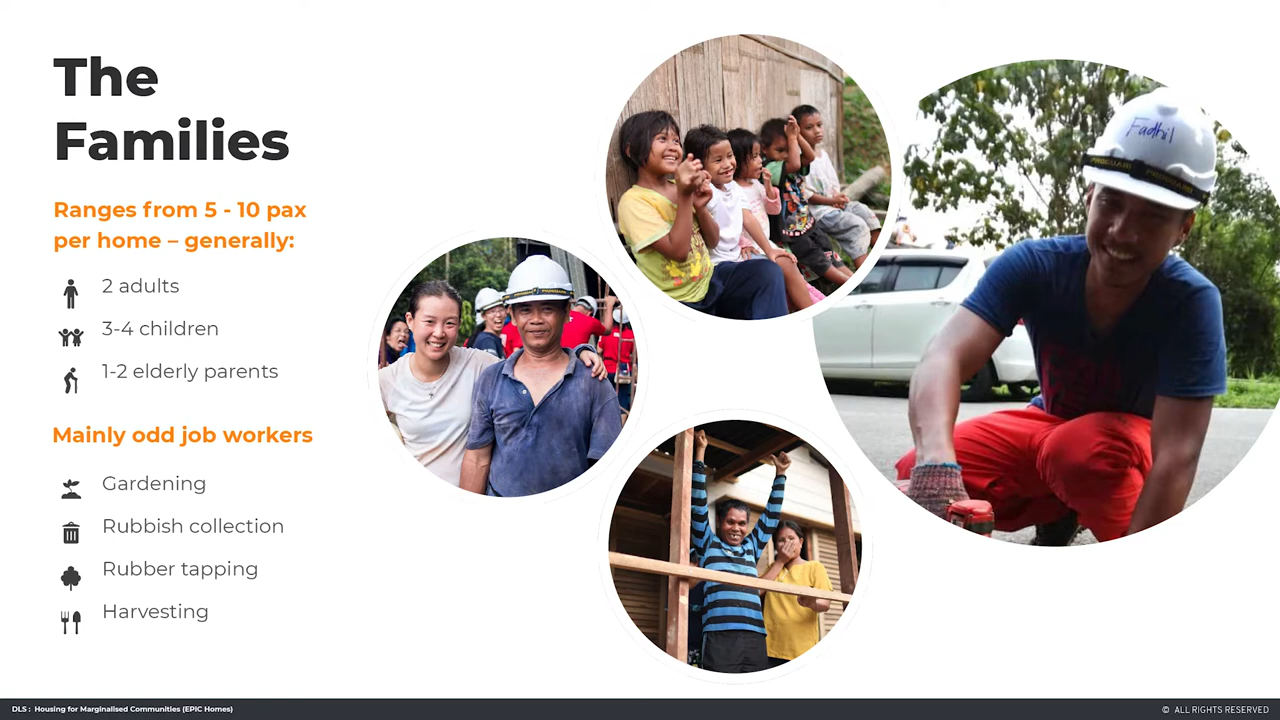 The
Families
Ranges from 5 - 10 pax
per home – generally:
2 adults
3-4 children
1-2 elderly parents
Mainly odd job workers
Gardening
Rubbish collection
Rubber tapping
Harvesting
Fadhil
PROGUARD PROGUARD
DLS : Housing for Marginalised Communities (EPIC Homes)
© ALL RIGHTS RESERVED